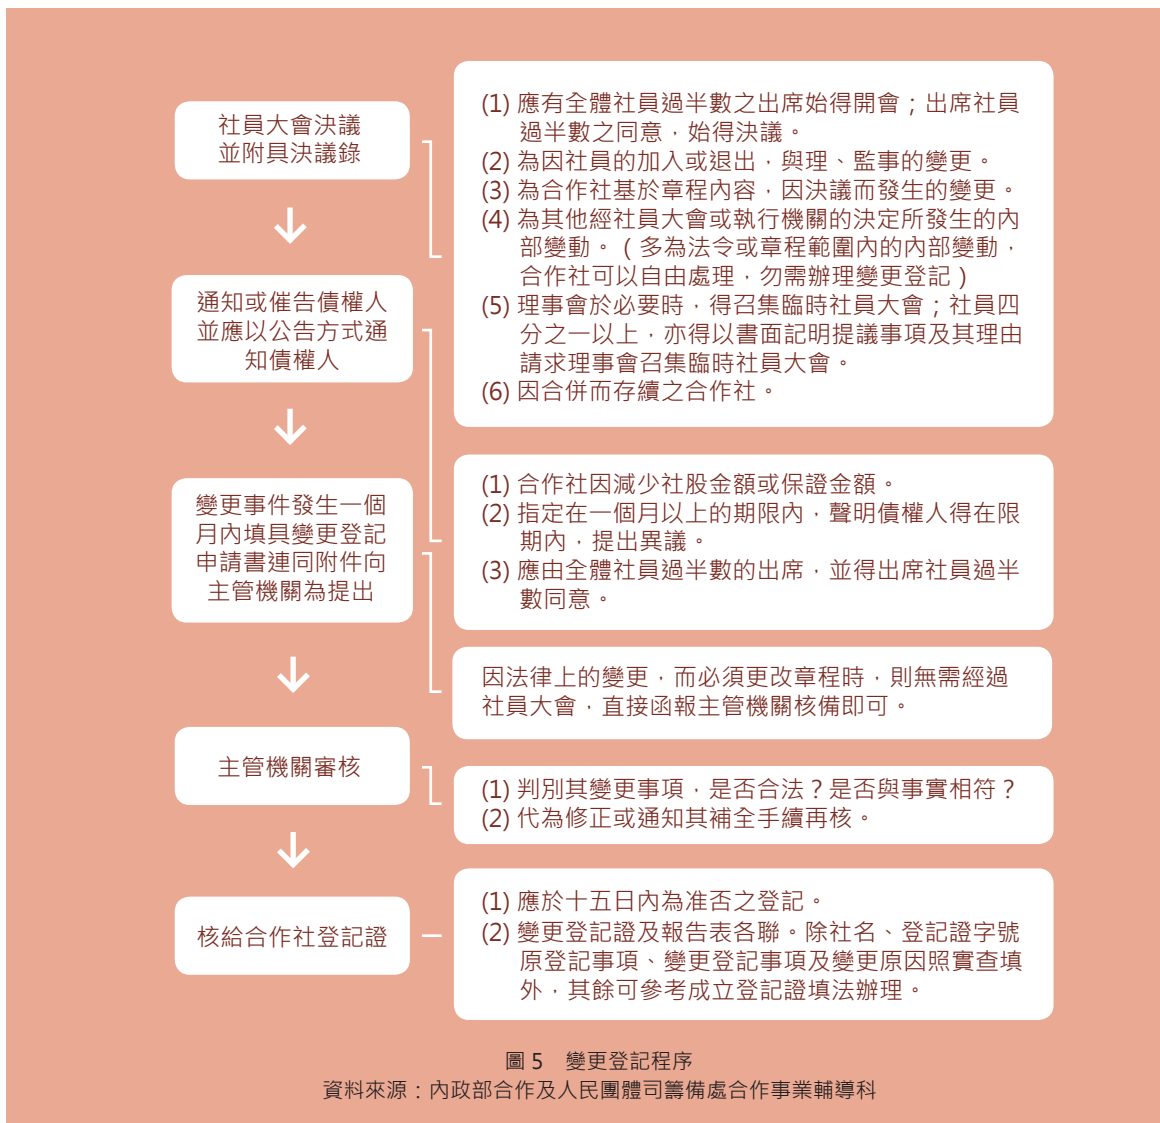 社員大會決議
並附具決議錄
(1) 應有全體社員過半數之出席始得開會；出席社員
過半數之同意，始得決議。
(2) 為因社員的加入或退出，與理、監事的變更。
(3) 為合作社基於章程內容，因決議而發生的變更。
(4) 為其他經社員大會或執行機關的決定所發生的內
部變動。（多為法令或章程範圍內的內部變動，
合作社可以自由處理，勿需辦理變更登記）
(5) 理事會於必要時，得召集臨時社員大會；社員四
分之一以上，亦得以書面記明提議事項及其理由
請求理事會召集臨時社員大會。
(6) 因合併而存續之合作社。
通知或催告債權人
並應以公告方式通
知債權人
(1) 合作社因減少社股金額或保證金額。
(2) 指定在一個月以上的期限內，聲明債權人得在限
期內，提出異議。
(3) 應由全體社員過半數的出席，並得出席社員過半
數同意。
變更事件發生一個
月內填具變更登記
申請書連同附件向
主管機關為提出
因法律上的變更，而必須更改章程時，則無需經過
社員大會，直接函報主管機關核備即可。
主管機關審核
(1) 判別其變更事項，是否合法？是否與事實相符？
(2) 代為修正或通知其補全手續再核。
核給合作社登記證
(1) 應於十五日內為准否之登記。
(2) 變更登記證及報告表各聯。除社名、登記證字號
原登記事項、變更登記事項及變更原因照實查填
外，其餘可參考成立登記證填法辦理。
圖 5 變更登記程序
資料來源：內政部合作及人民團體司籌備處合作事業輔導科